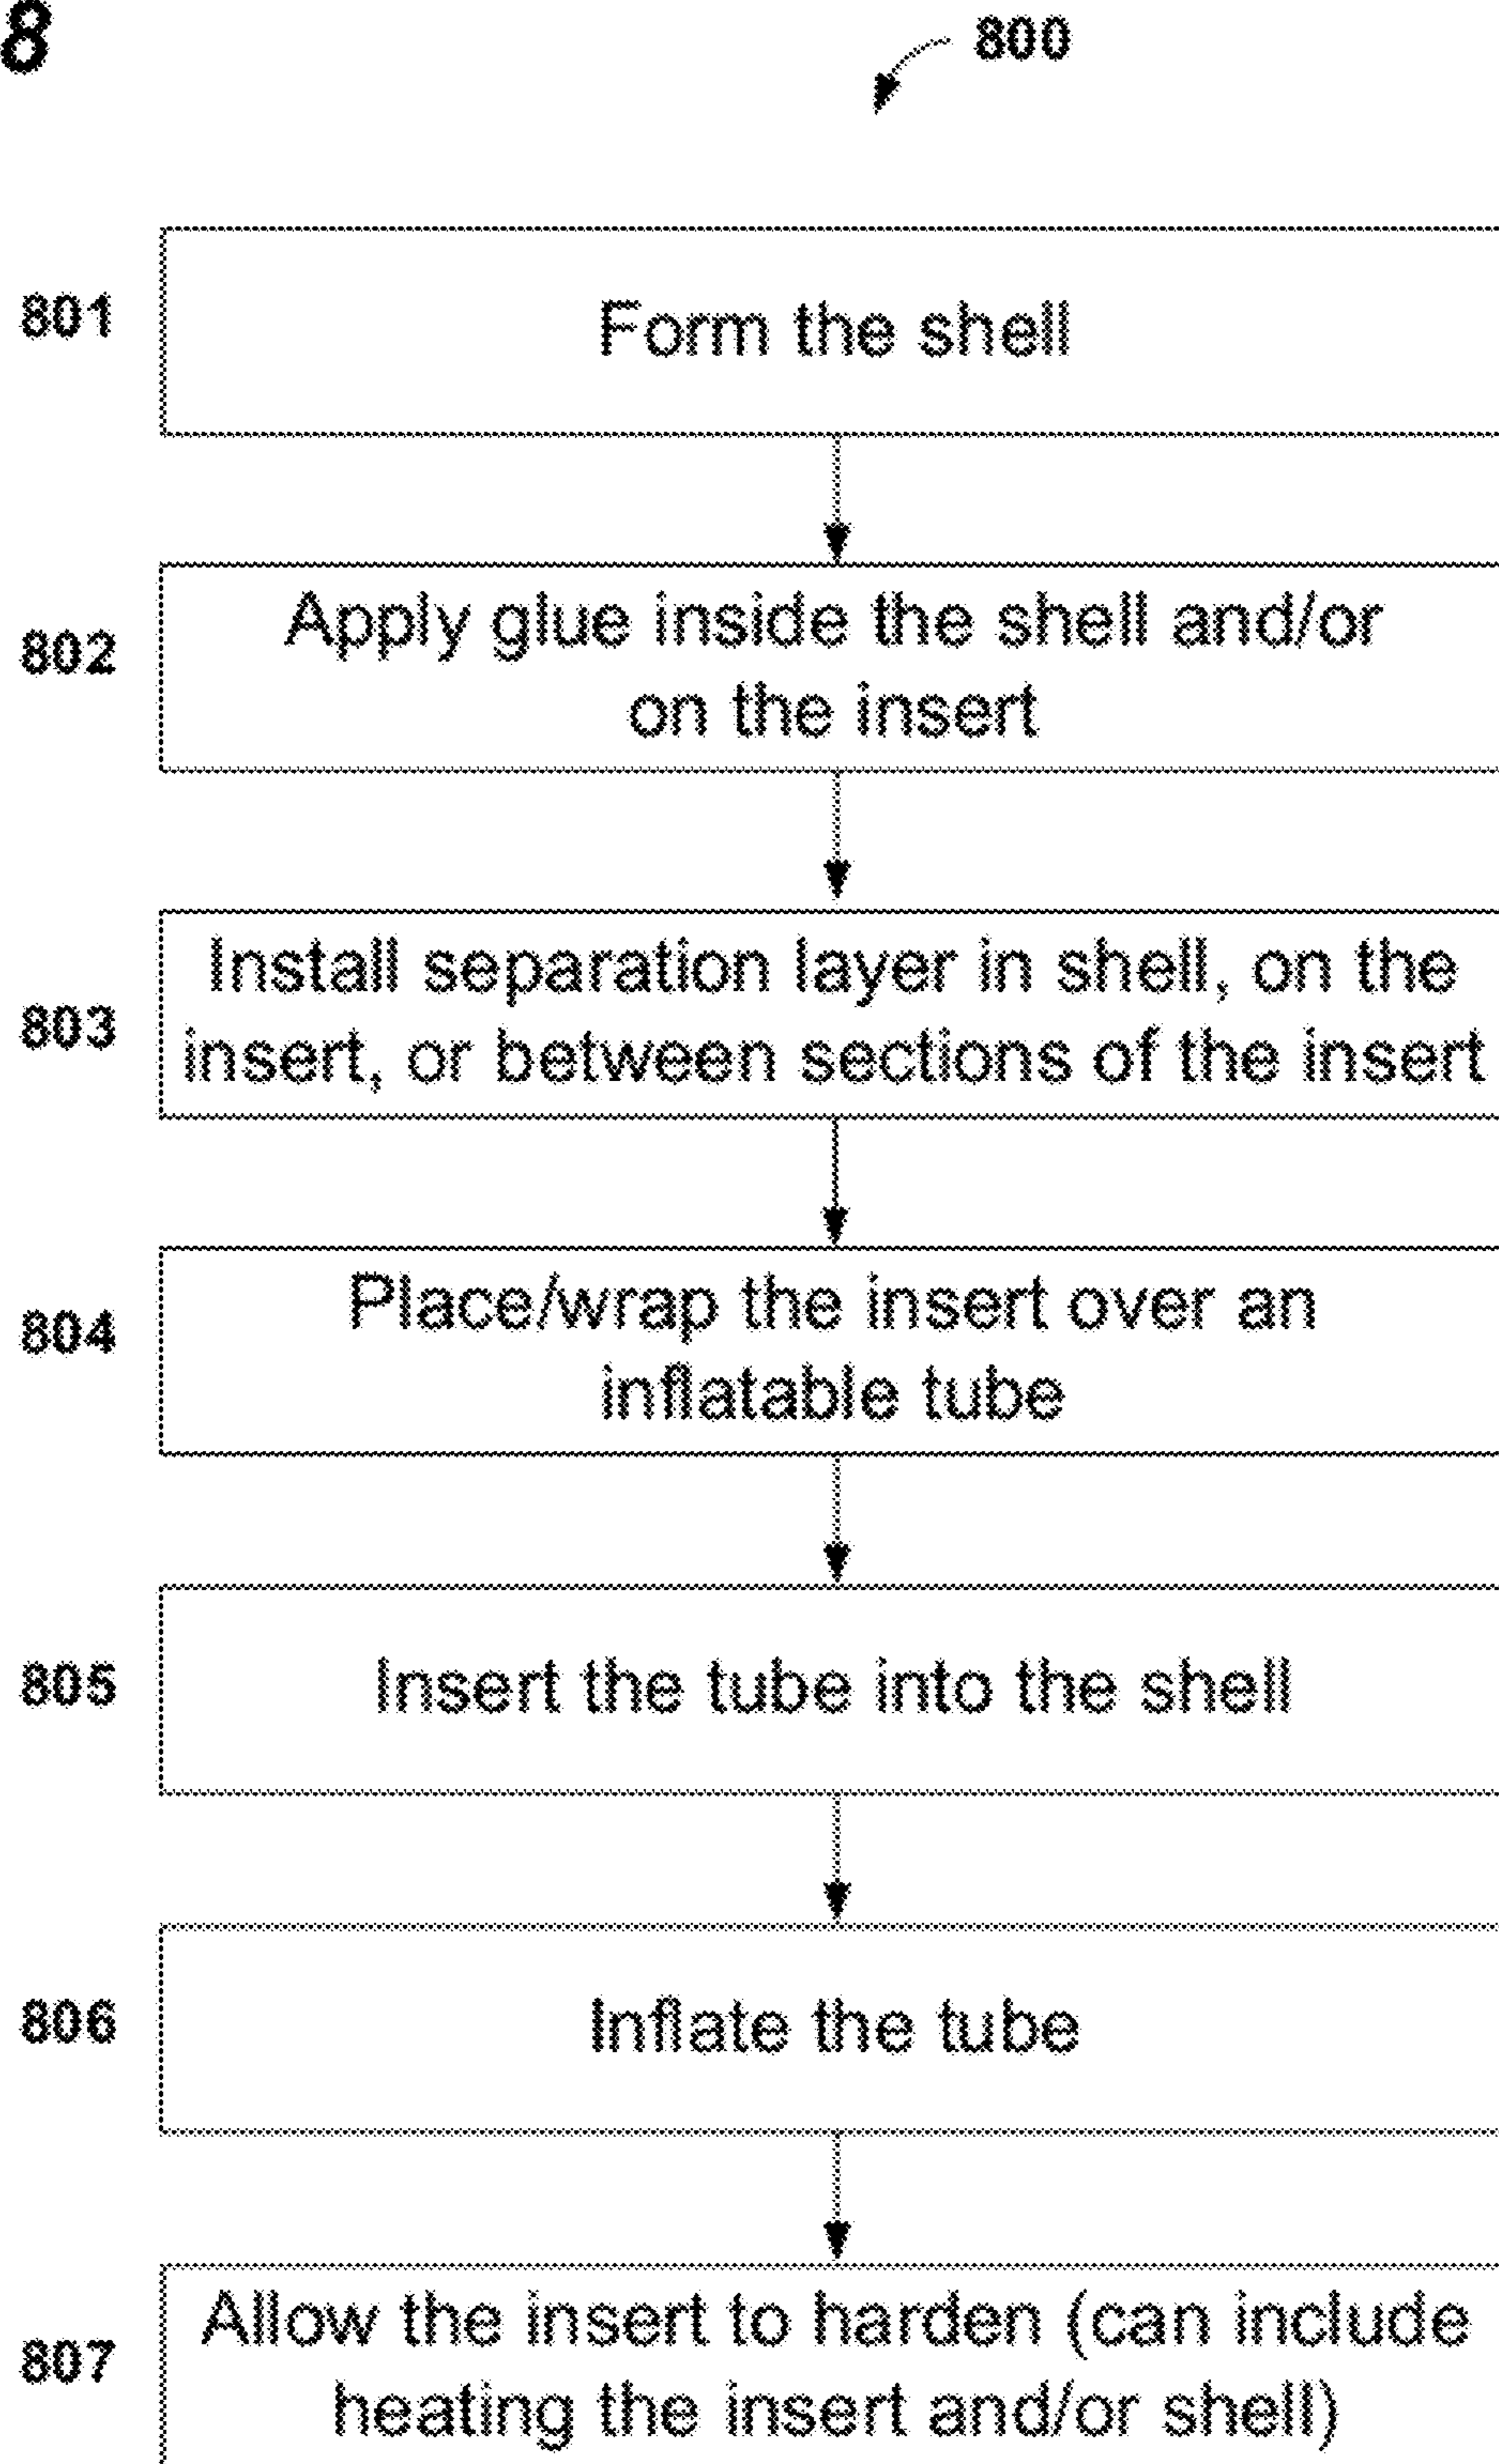 8
800
801
Form the shell
802
Apply glue inside the shell and/or
on the insert
803
Install separation layer in shell, on the
insert, or between sections of the insert
804
Place/wrap the insert over an
inflatable tube
805
Insert the tube into the shell
806
Inflate the tube
807
Allow the insert to harden (can include
heating the insert and/or shell)